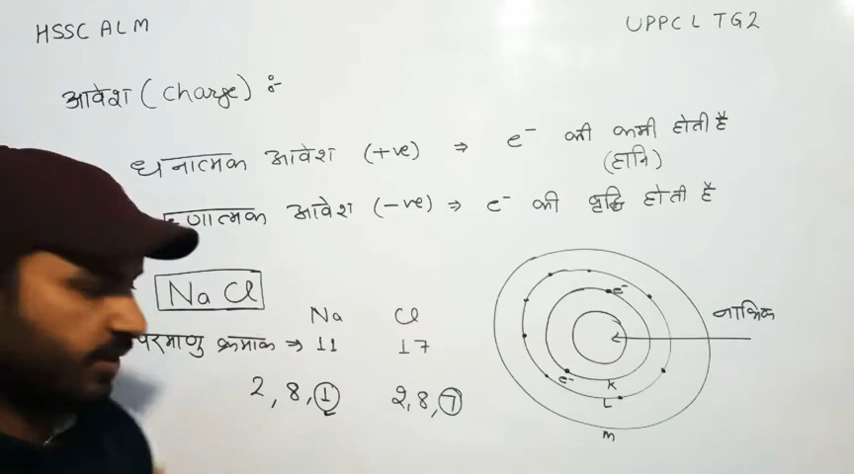 HSSC ALM
UPPCL TG2
आवेश (Charge) :-
धनात्मक आवेश (+ve) ⇒ e⁻ की कमी होती है
(हानि)
ऋणात्मक आवेश (-ve) ⇒ e⁻ की वृद्धि होती है
NaCl
Na Cl
परमाणु क्रमांक ⇒ 11 17
2, 8, 1 2, 8, 7
नाभिक
e⁻
e⁻
K
L
M